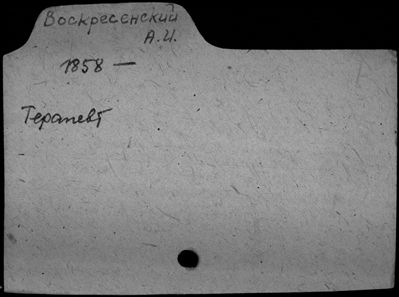 Воскресенский
А.И.
1858 —
Терапевт